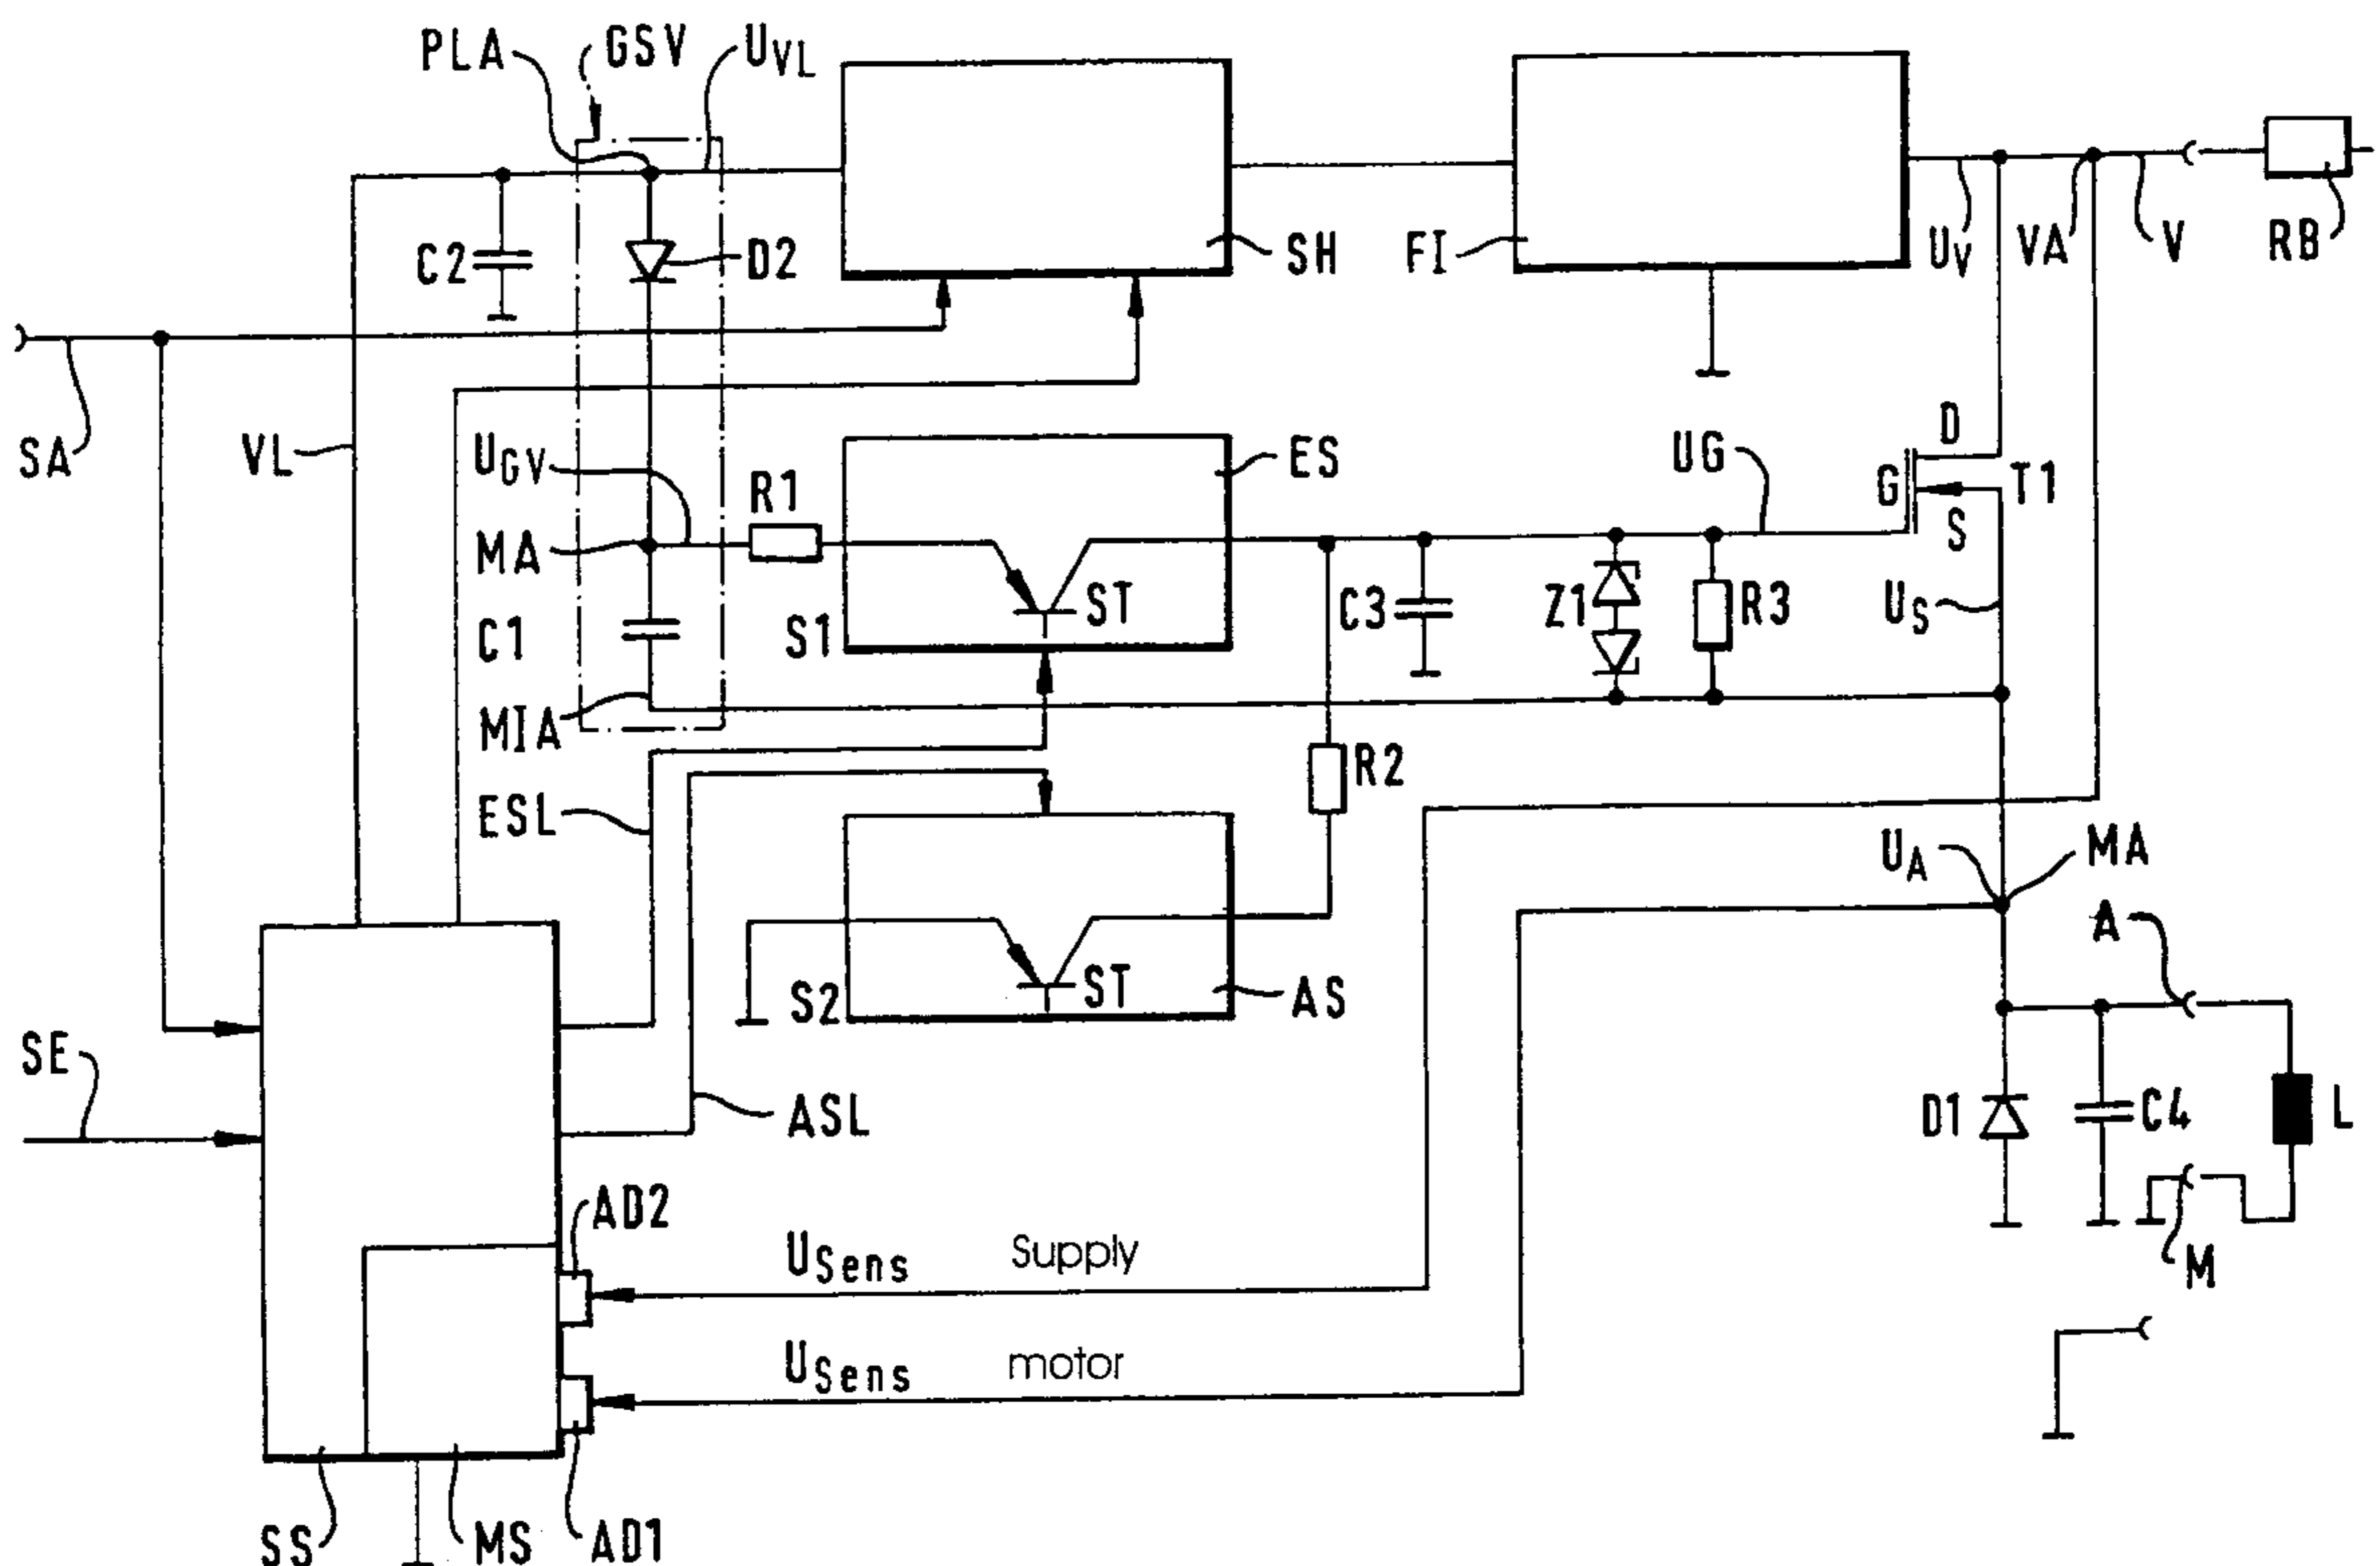 PLA
GSV
UVL
C2
D2
SH
FI
UV
VA
V
RB
SA
VL
UGV
R1
ES
UG
D
G
T1
S
MA
C1
S1
ST
C3
Z1
R3
US
MIA
R2
ESL
UA
MA
A
S2
ST
AS
SE
ASL
D1
C4
L
AD2
USens Supply
M
USens motor
SS
MS
AD1